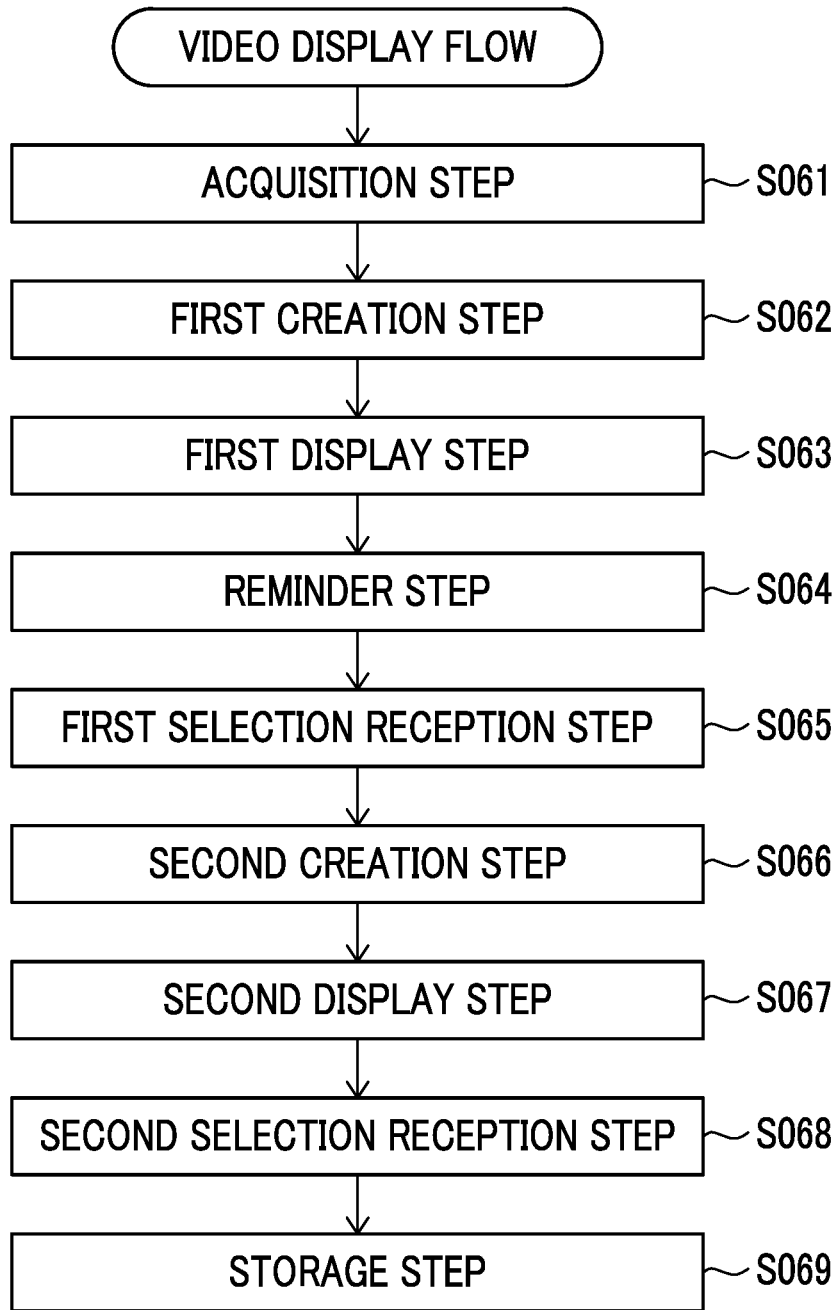 VIDEO DISPLAY FLOW
ACQUISITION STEP S061
FIRST CREATION STEP S062
FIRST DISPLAY STEP S063
REMINDER STEP S064
FIRST SELECTION RECEPTION STEP S065
SECOND CREATION STEP S066
SECOND DISPLAY STEP S067
SECOND SELECTION RECEPTION STEP S068
STORAGE STEP S069